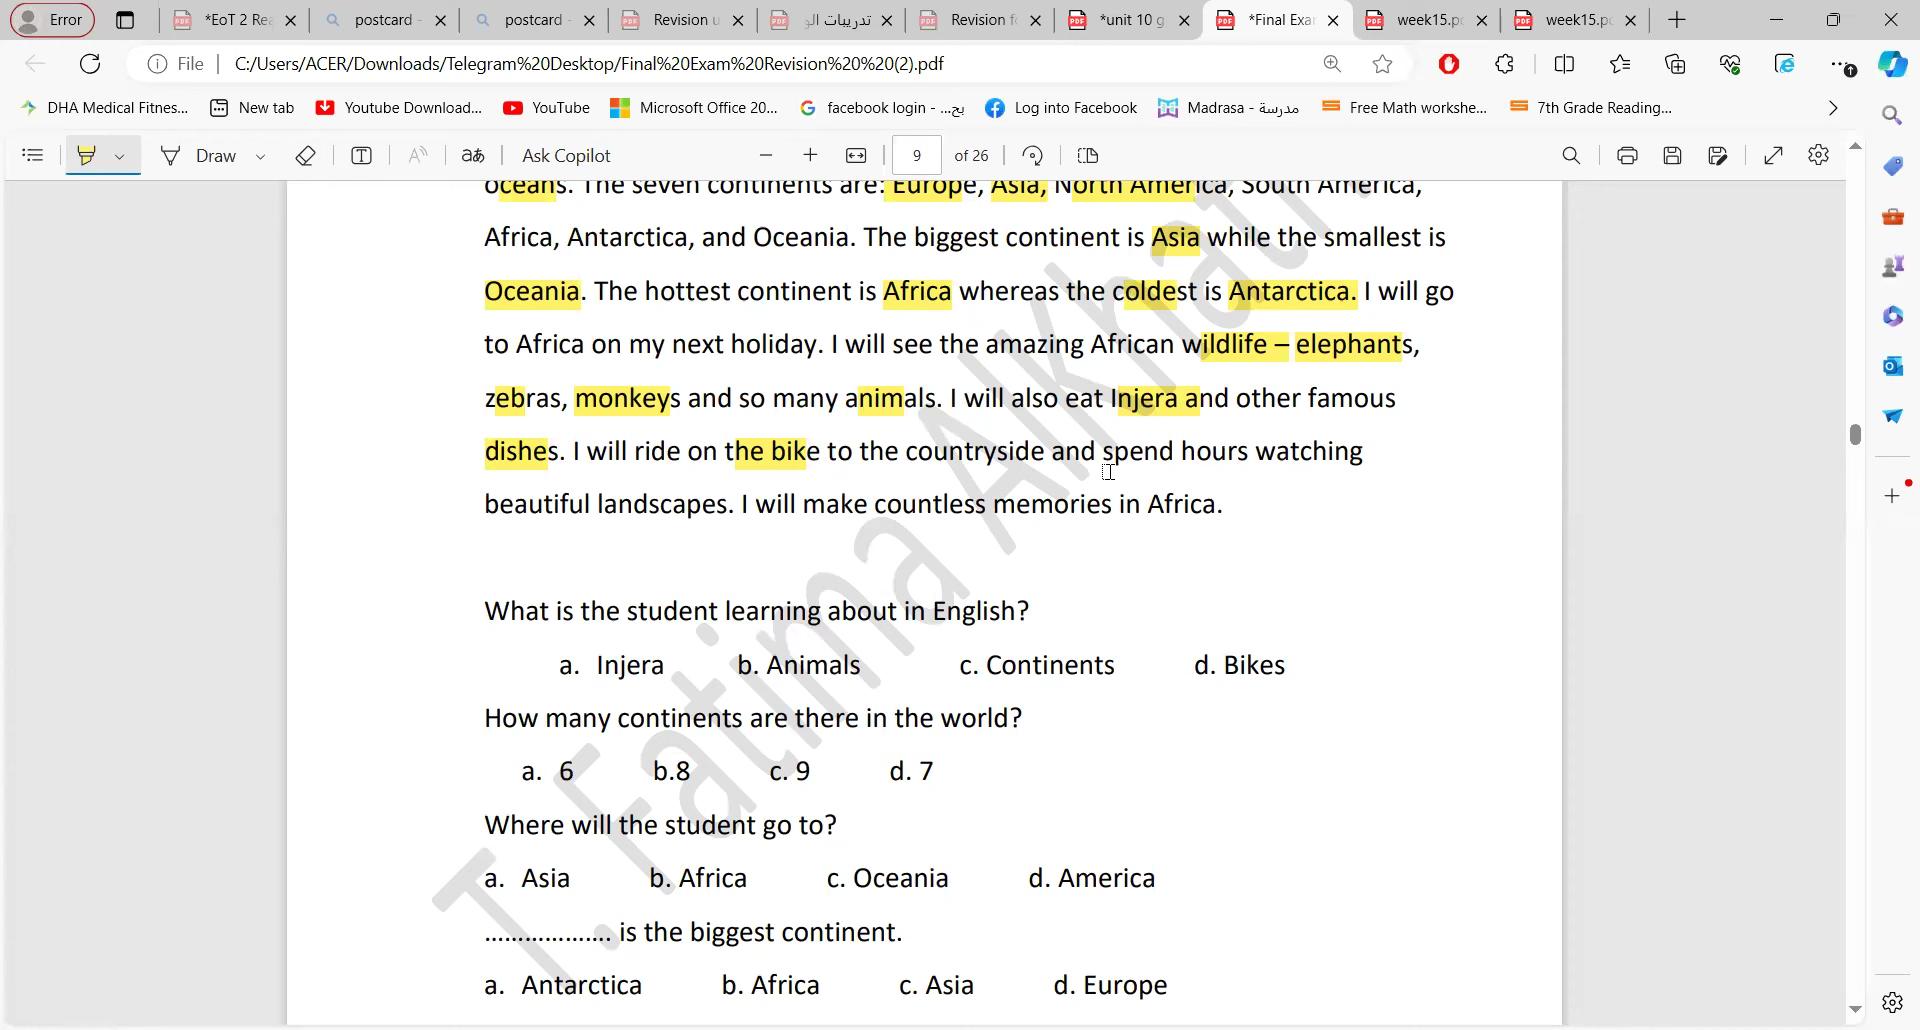 Error
*EoT 2 Rea
postcard -
postcard -
Revision u
تدريبات الو
Revision fo
*unit 10 g
*Final Exa
week15.pd
week15.pd
File
C:/Users/ACER/Downloads/Telegram%20Desktop/Final%20Exam%20Revision%20%20(2).pdf
DHA Medical Fitnes...
New tab
Youtube Download...
YouTube
Microsoft Office 20...
facebook login - ...بح
Log into Facebook
Madrasa - مدرسة
Free Math workshe...
7th Grade Reading...
Draw
Ask Copilot
9
of 26
oceans. The seven continents are: Europe, Asia, North America, South America,
Africa, Antarctica, and Oceania. The biggest continent is Asia while the smallest is
Oceania. The hottest continent is Africa whereas the coldest is Antarctica. I will go
to Africa on my next holiday. I will see the amazing African wildlife – elephants,
zebras, monkeys and so many animals. I will also eat Injera and other famous
dishes. I will ride on the bike to the countryside and spend hours watching
beautiful landscapes. I will make countless memories in Africa.
What is the student learning about in English?
a. Injera b. Animals c. Continents d. Bikes
How many continents are there in the world?
a. 6 b.8 c. 9 d. 7
Where will the student go to?
a. Asia b. Africa c. Oceania d. America
................... is the biggest continent.
a. Antarctica b. Africa c. Asia d. Europe
T. Fatima AlKhati